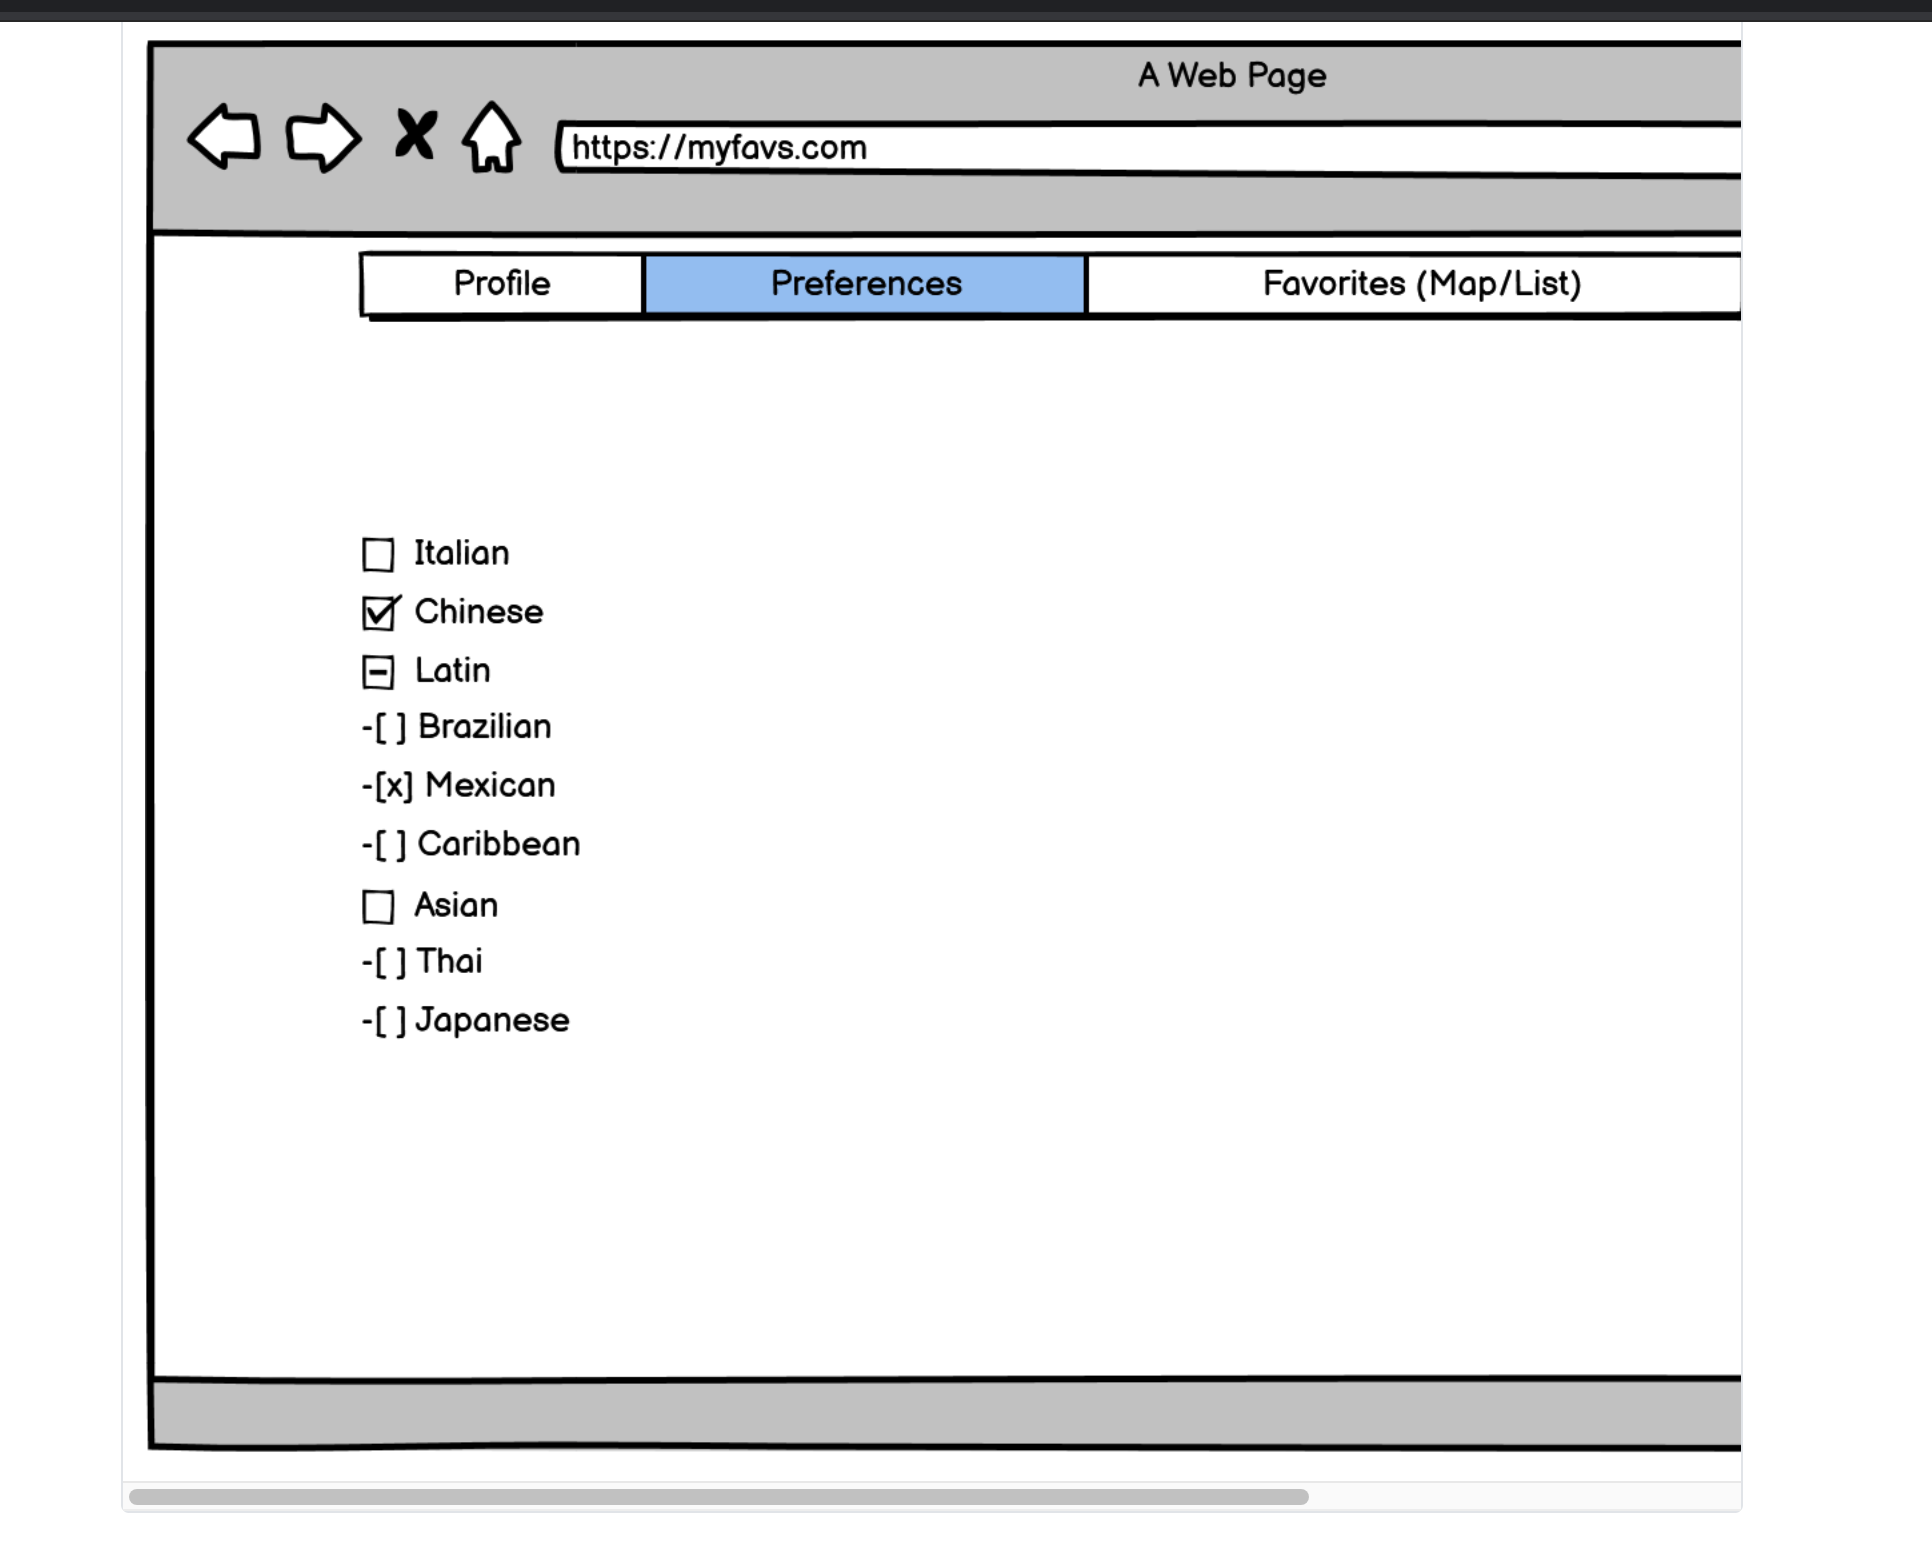 A Web Page
https://myfavs.com
Profile Preferences Favorites (Map/List)
Italian
Chinese
Latin
-[ ] Brazilian
-[x] Mexican
-[ ] Caribbean
Asian
-[ ] Thai
-[ ] Japanese